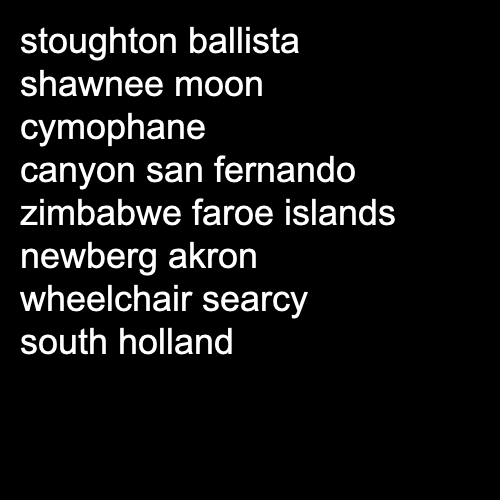 stoughton ballista
shawnee moon
cymophane
canyon san fernando
zimbabwe faroe islands
newberg akron
wheelchair searcy
south holland